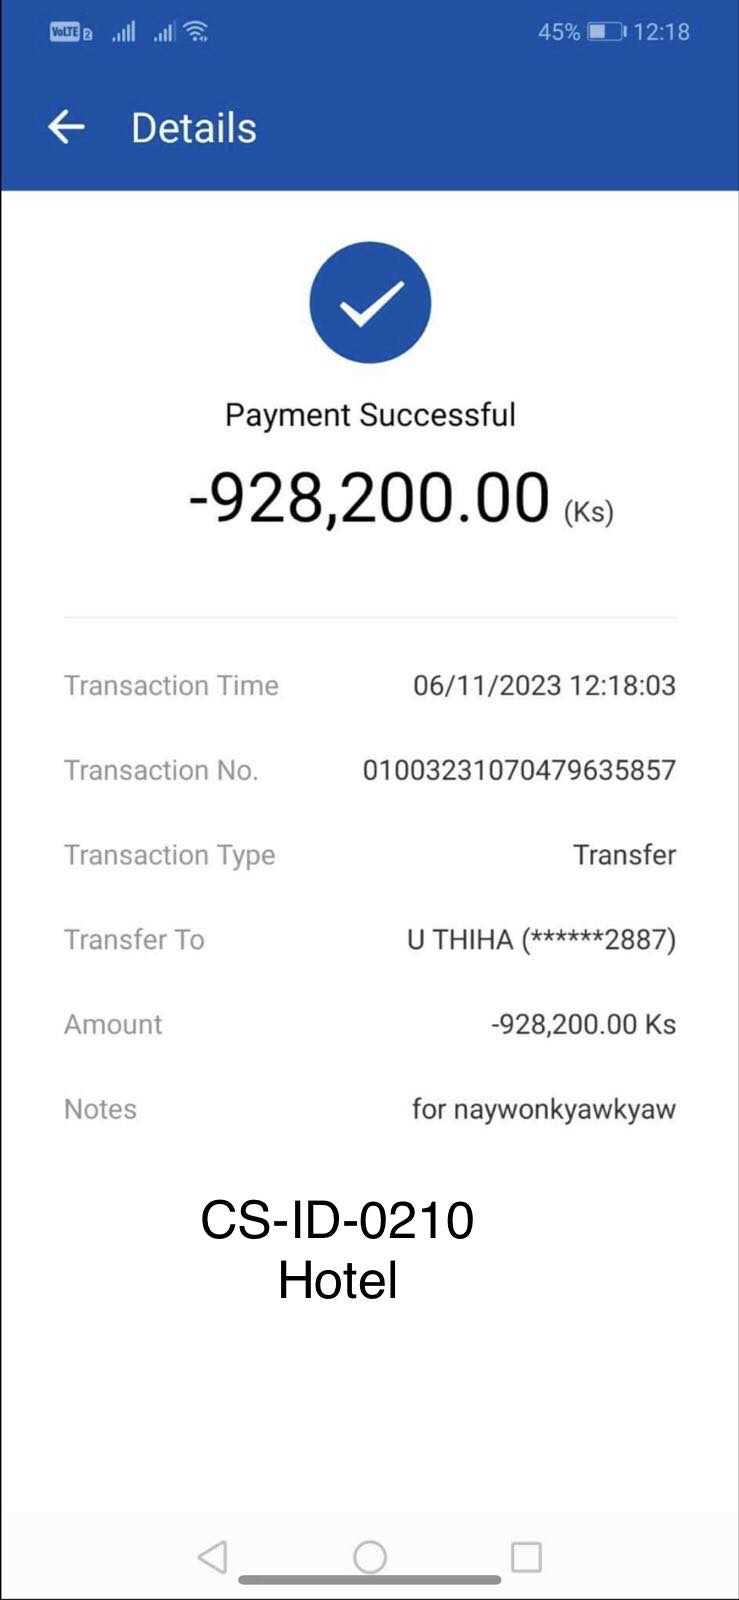 VoLTE 2 45% 12:18
Details
Payment Successful
-928,200.00 (Ks)
Transaction Time 06/11/2023 12:18:03
Transaction No. 01003231070479635857
Transaction Type Transfer
Transfer To U THIHA (******2887)
Amount -928,200.00 Ks
Notes for naywonkyawkyaw
CS-ID-0210
Hotel